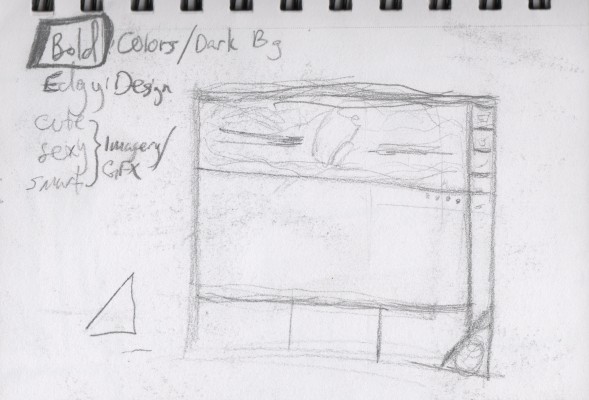 Bold Colors/Dark Bg
Edgy Design
cute
sexy
smart
Imagery/
GFX